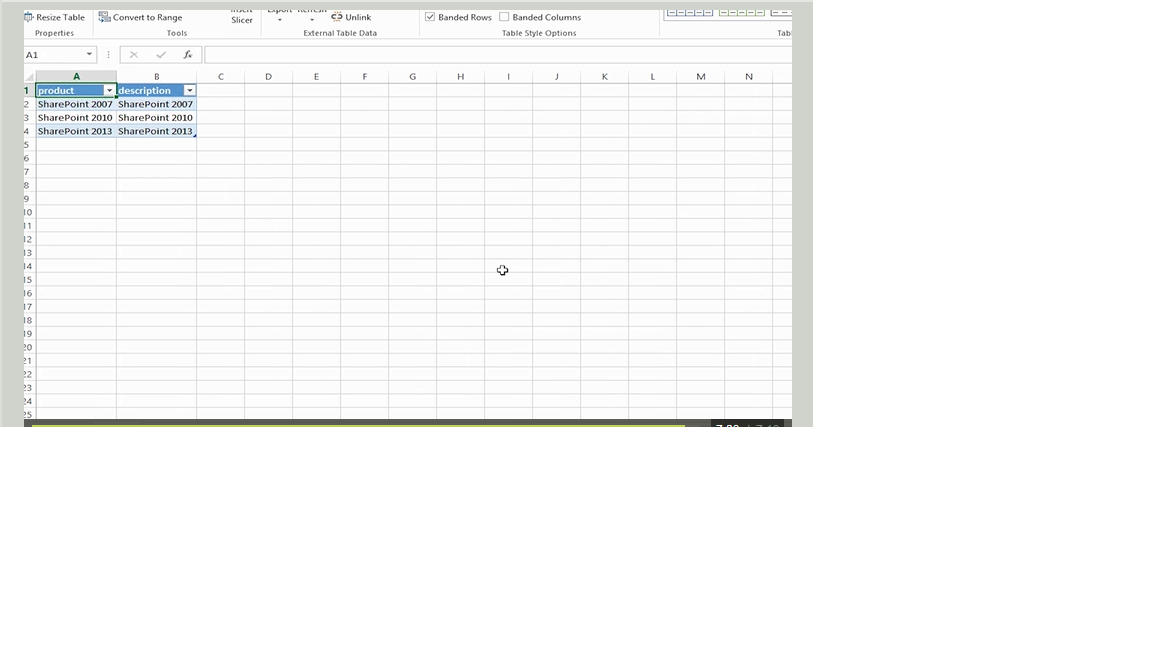 Insert Export Refresh
Resize Table Convert to Range Slicer Unlink Banded Rows Banded Columns
Properties Tools External Table Data Table Style Options Tabl
A1 fx
A B C D E F G H I J K L M N
1 product description
2 SharePoint 2007 SharePoint 2007
3 SharePoint 2010 SharePoint 2010
4 SharePoint 2013 SharePoint 2013
5
6
7
8
9
10
11
12
13
14
15
16
17
18
19
20
21
22
23
24
25